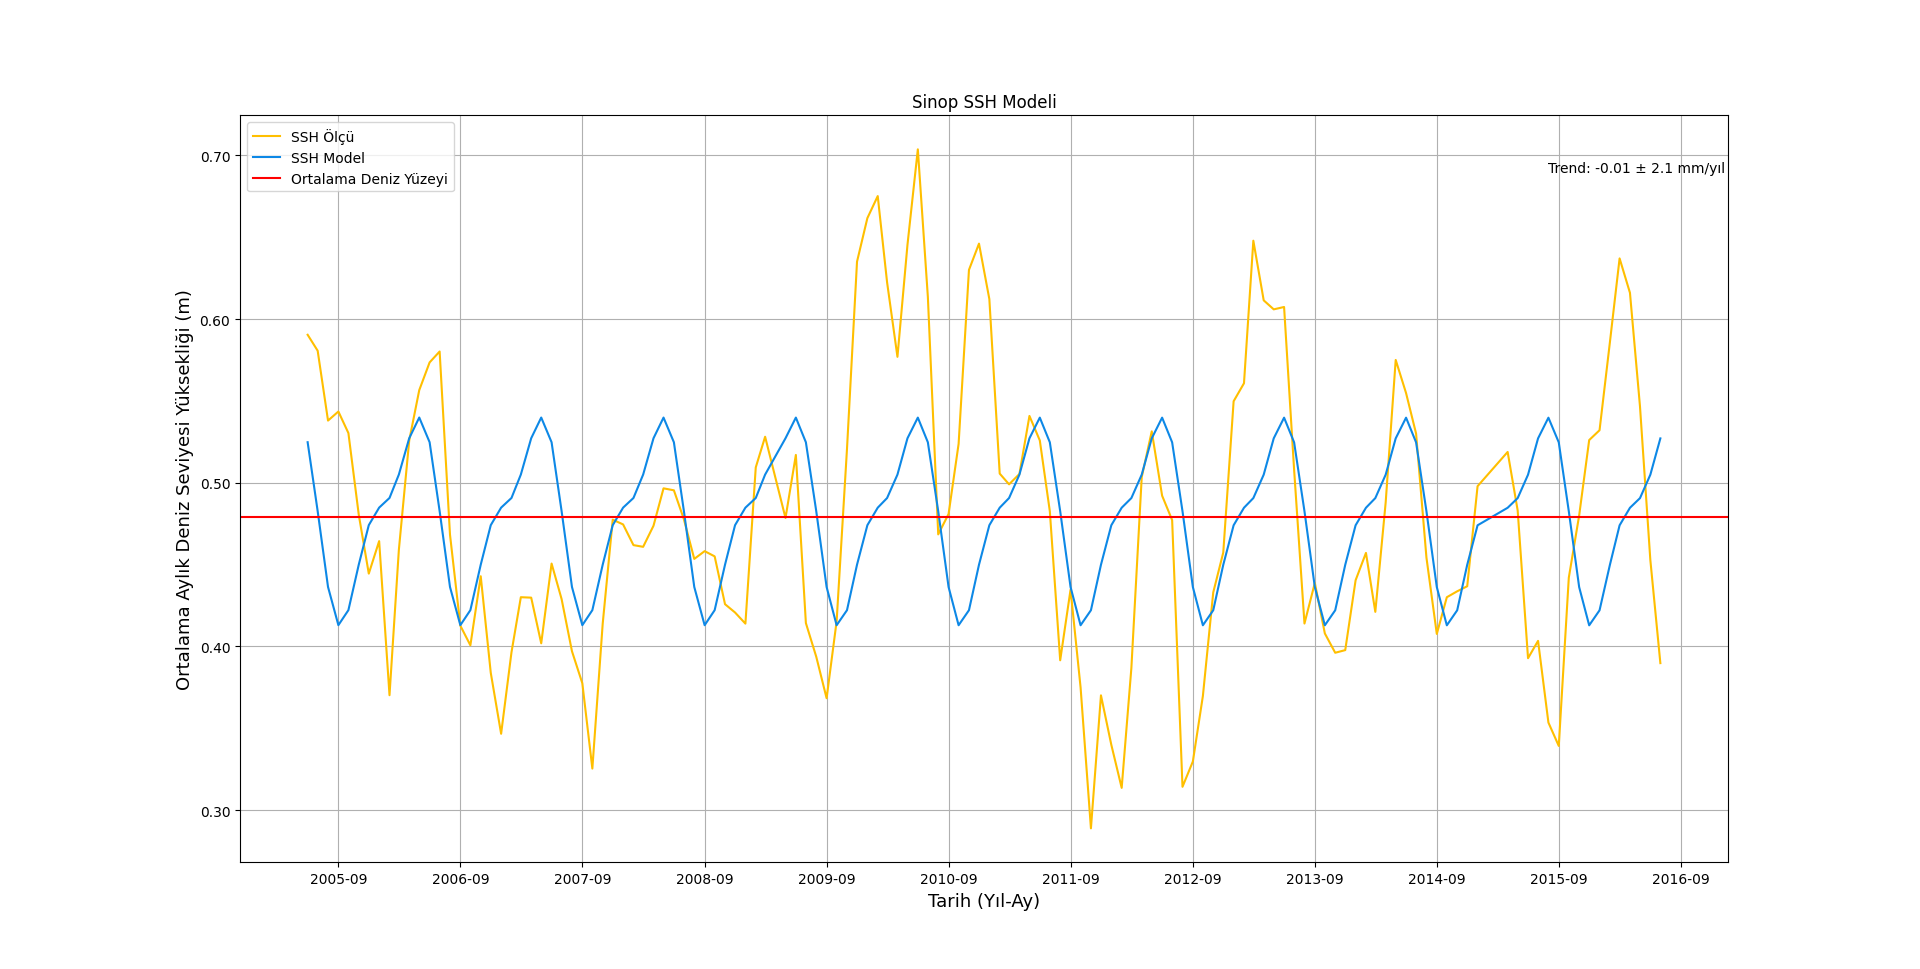 Sinop SSH Modeli
SSH Ölçü
SSH Model
Ortalama Deniz Yüzeyi
Trend: -0.01 ± 2.1 mm/yıl
Ortalama Aylık Deniz Seviyesi Yüksekliği (m)
0.70
0.60
0.50
0.40
0.30
2005-09
2006-09
2007-09
2008-09
2009-09
2010-09
2011-09
2012-09
2013-09
2014-09
2015-09
2016-09
Tarih (Yıl-Ay)